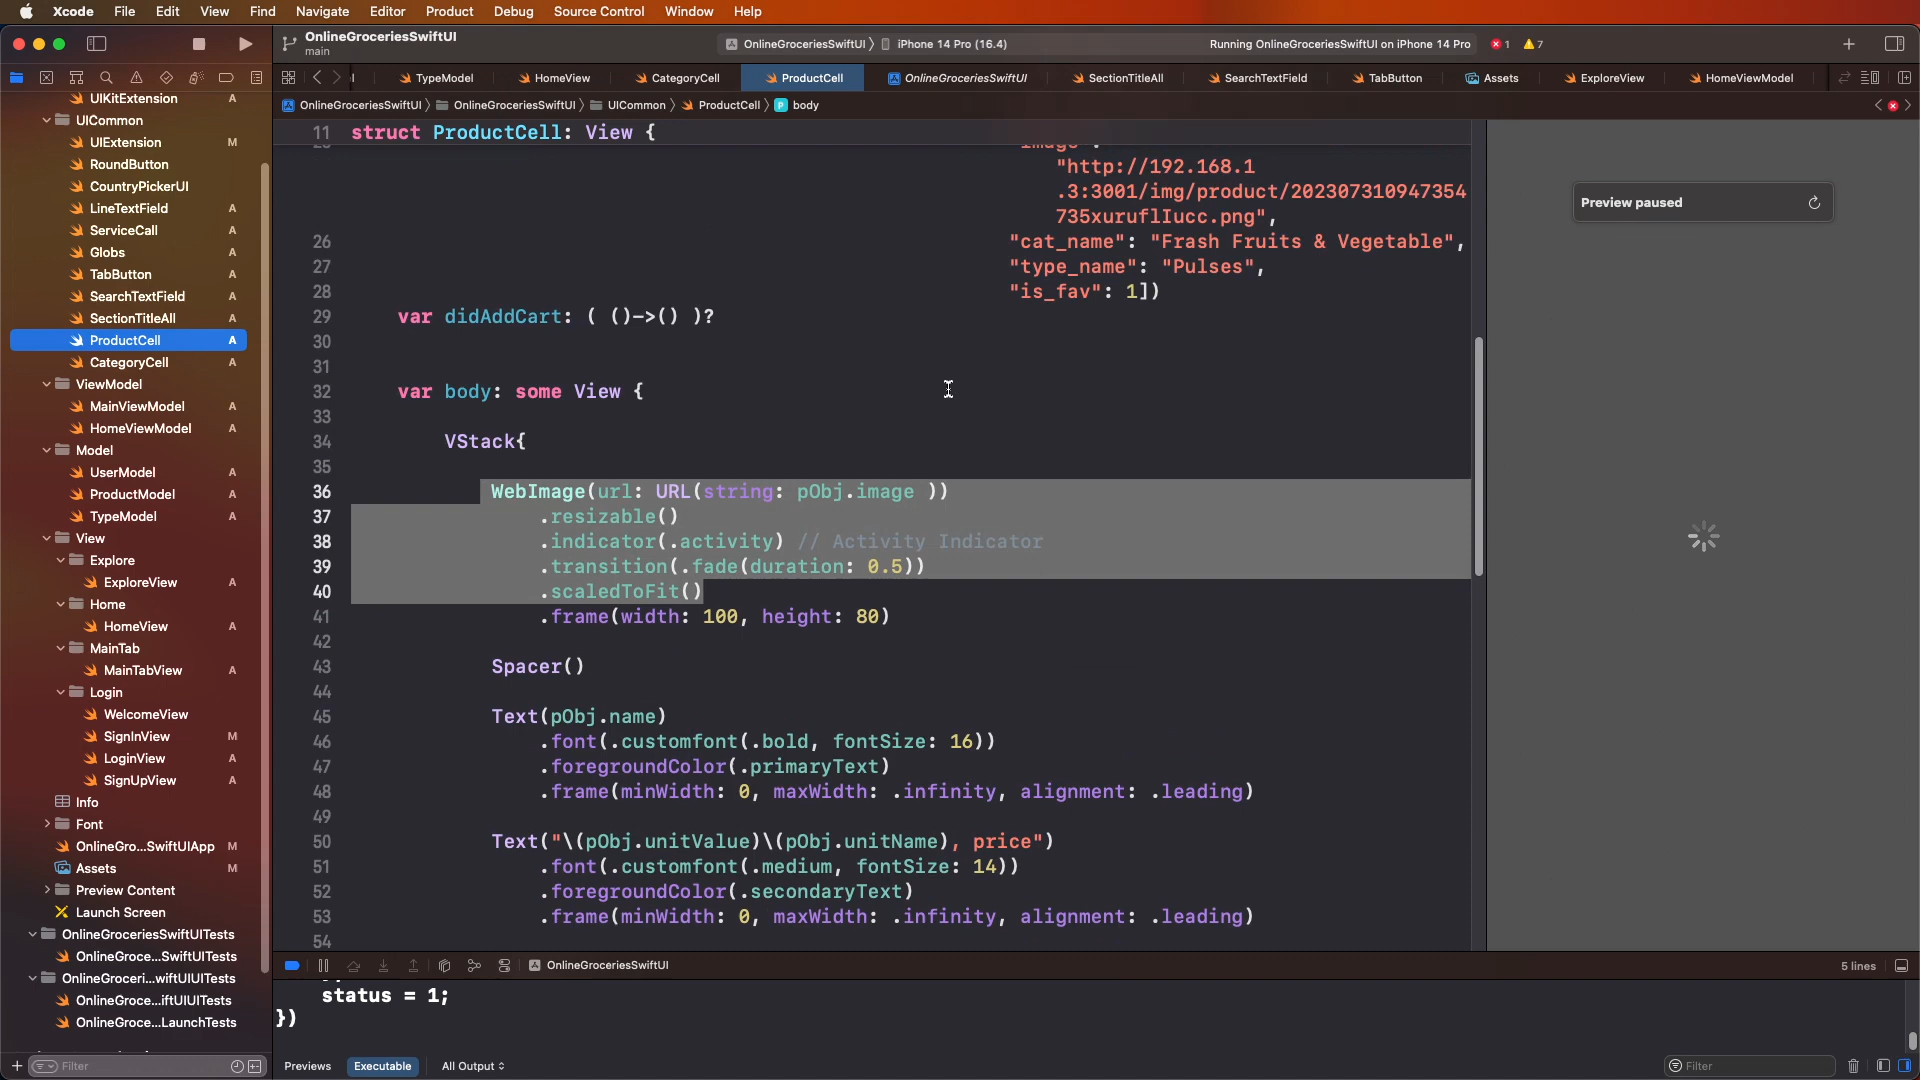 Xcode File Edit View Find Navigate Editor Product Debug Source Control Window Help
OnlineGroceriesSwiftUI
main
OnlineGroceriesSwiftUI iPhone 14 Pro (16.4)
Running OnlineGroceriesSwiftUI on iPhone 14 Pro 1 7
TypeModel HomeView CategoryCell ProductCell OnlineGroceriesSwiftUI SectionTitleAll SearchTextField TabButton Assets ExploreView HomeViewModel
OnlineGroceriesSwiftUI OnlineGroceriesSwiftUI UICommon ProductCell P body
UIKitExtension A
UICommon
UIExtension M
RoundButton
CountryPickerUI
LineTextField A
ServiceCall A
Globs A
TabButton A
SearchTextField A
SectionTitleAll A
ProductCell A
CategoryCell A
ViewModel
MainViewModel A
HomeViewModel A
Model
UserModel A
ProductModel A
TypeModel A
View
Explore
ExploreView A
Home
HomeView A
MainTab
MainTabView A
Login
WelcomeView
SignInView M
LoginView A
SignUpView A
Info
Font
OnlineGro...SwiftUIApp M
Assets M
Preview Content
Launch Screen
OnlineGroceriesSwiftUITests
OnlineGroce...SwiftUITests
OnlineGroceri...wiftUIUITests
OnlineGroce...iftUIUITests
OnlineGroce...LaunchTests
Filter
11 struct ProductCell: View {
"http://192.168.1
.3:3001/img/product/202307310947354
735xuruflIucc.png",
26 "cat_name": "Frash Fruits & Vegetable",
27 "type_name": "Pulses",
28 "is_fav": 1])
29 var didAddCart: ( ()->() )?
30
31
32 var body: some View {
33
34 VStack{
35
36 WebImage(url: URL(string: pObj.image ))
37 .resizable()
38 .indicator(.activity) // Activity Indicator
39 .transition(.fade(duration: 0.5))
40 .scaledToFit()
41 .frame(width: 100, height: 80)
42
43 Spacer()
44
45 Text(pObj.name)
46 .font(.customfont(.bold, fontSize: 16))
47 .foregroundColor(.primaryText)
48 .frame(minWidth: 0, maxWidth: .infinity, alignment: .leading)
49
50 Text("\(pObj.unitValue)\(pObj.unitName), price")
51 .font(.customfont(.medium, fontSize: 14))
52 .foregroundColor(.secondaryText)
53 .frame(minWidth: 0, maxWidth: .infinity, alignment: .leading)
54
Preview paused
OnlineGroceriesSwiftUI
5 lines
status = 1;
})
Previews Executable All Output
Filter